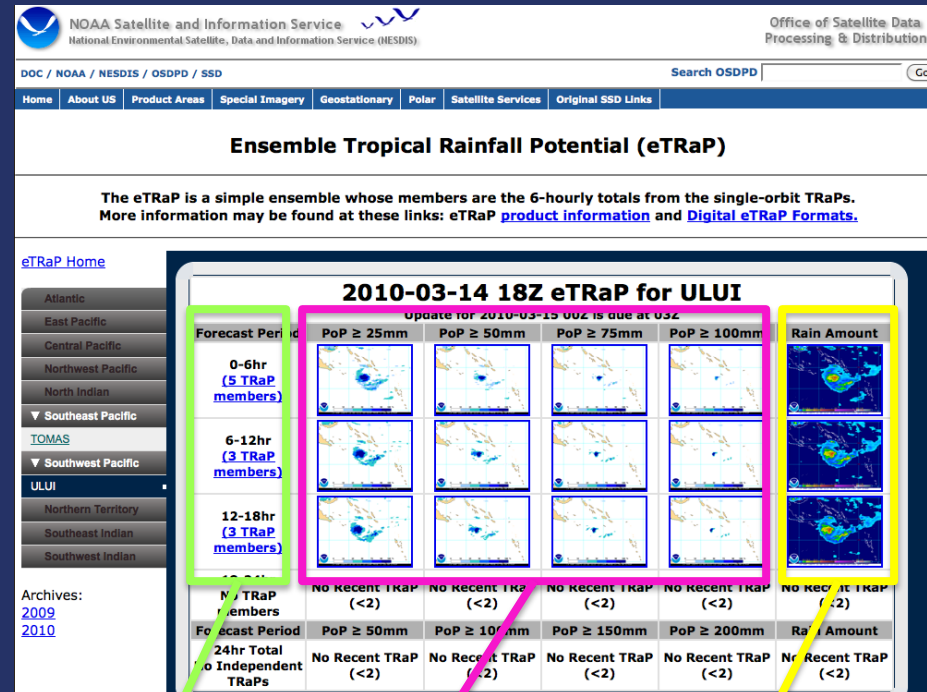 NOAA Satellite and Information Service
National Environmental Satellite, Data and Information Service (NESDIS)
Office of Satellite Data
Processing & Distribution
DOC / NOAA / NESDIS / OSDPD / SSD
Search OSDPD
Go
Home About US Product Areas Special Imagery Geostationary Polar Satellite Services Original SSD Links
Ensemble Tropical Rainfall Potential (eTRaP)
The eTRaP is a simple ensemble whose members are the 6-hourly totals from the single-orbit TRaPs.
More information may be found at these links: eTRaP product information and Digital eTRaP Formats.
eTRaP Home
Atlantic
East Pacific
Central Pacific
Northwest Pacific
North Indian
▼ Southeast Pacific
TOMAS
▼ Southwest Pacific
ULUI
Northern Territory
Southeast Indian
Southwest Indian
Archives:
2009
2010
2010-03-14 18Z eTRaP for ULUI
Update for 2010-03-15 00Z is due at 03Z
Forecast Period PoP ≥ 25mm PoP ≥ 50mm PoP ≥ 75mm PoP ≥ 100mm Rain Amount
0-6hr
(5 TRaP
members)
6-12hr
(3 TRaP
members)
12-18hr
(3 TRaP
members)
18-24hr
No TRaP
members
No Recent TRaP No Recent TRaP No Recent TRaP No Recent TRaP No Recent TRaP
(<2) (<2) (<2) (<2) (<2)
Forecast Period PoP ≥ 50mm PoP ≥ 100mm PoP ≥ 150mm PoP ≥ 200mm Rain Amount
24hr Total
No Independent
TRaPs
No Recent TRaP No Recent TRaP No Recent TRaP No Recent TRaP No Recent TRaP
(<2) (<2) (<2) (<2) (<2)